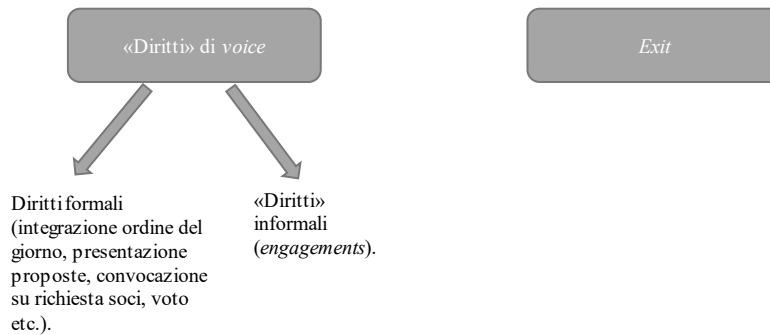 «Diritti» di voice
Exit
Diritti formali
(integrazione ordine del
giorno, presentazione
proposte, convocazione
su richiesta soci, voto
etc.).
«Diritti»
informali
(engagements).